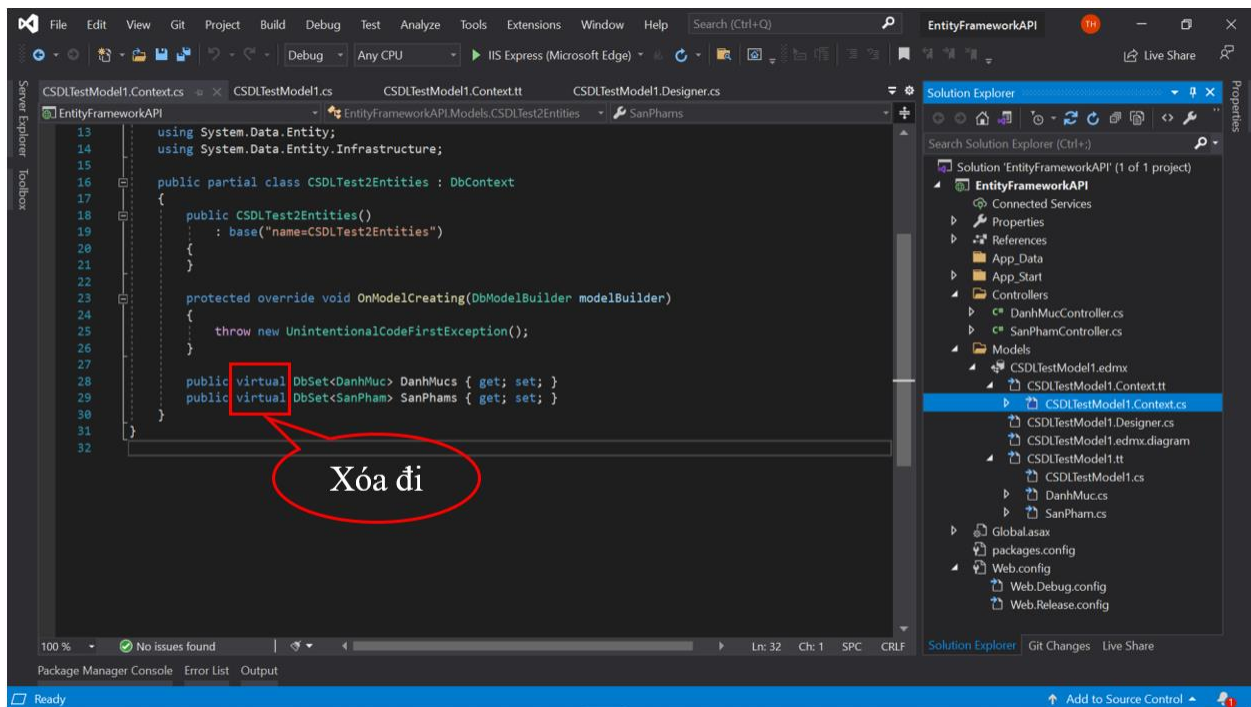 File Edit View Git Project Build Debug Test Analyze Tools Extensions Window Help Search (Ctrl+Q) EntityFrameworkAPI TH
Debug Any CPU IIS Express (Microsoft Edge) Live Share
Server Explorer
Toolbox
CSDLTestModel1.Context.cs CSDLTestModel1.cs CSDLTestModel1.Context.tt CSDLTestModel1.Designer.cs
EntityFrameworkAPI EntityFrameworkAPI.Models.CSDLTest2Entities SanPhams
13 using System.Data.Entity;
14 using System.Data.Entity.Infrastructure;
15
16 public partial class CSDLTest2Entities : DbContext
17 {
18 public CSDLTest2Entities()
19 : base("name=CSDLTest2Entities")
20 {
21 }
22
23 protected override void OnModelCreating(DbModelBuilder modelBuilder)
24 {
25 throw new UnintentionalCodeFirstException();
26 }
27
28 public virtual DbSet<DanhMuc> DanhMucs { get; set; }
29 public virtual DbSet<SanPham> SanPhams { get; set; }
30 }
31 }
32
Xóa đi
100 % No issues found Ln: 32 Ch: 1 SPC CRLF
Package Manager Console Error List Output
Ready
Solution Explorer
Search Solution Explorer (Ctrl+;)
Solution 'EntityFrameworkAPI' (1 of 1 project)
EntityFrameworkAPI
Connected Services
Properties
References
App_Data
App_Start
Controllers
C# DanhMucController.cs
C# SanPhamController.cs
Models
CSDLTestModel1.edmx
CSDLTestModel1.Context.tt
CSDLTestModel1.Context.cs
CSDLTestModel1.Designer.cs
CSDLTestModel1.edmx.diagram
CSDLTestModel1.tt
CSDLTestModel1.cs
DanhMuc.cs
SanPham.cs
Global.asax
packages.config
Web.config
Web.Debug.config
Web.Release.config
Solution Explorer Git Changes Live Share
Properties
Add to Source Control 1